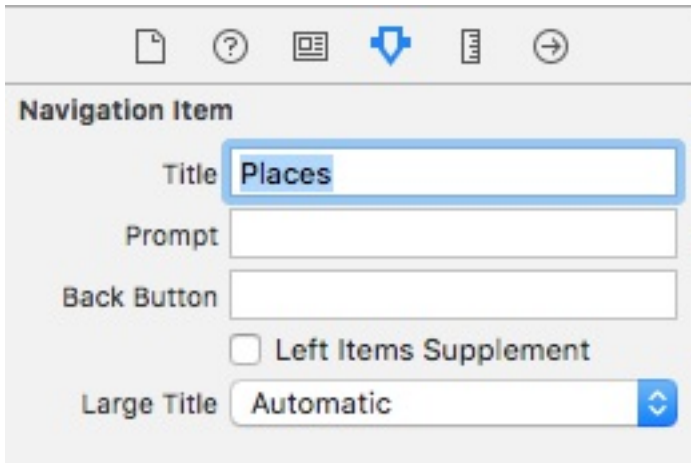 Navigation Item
Title Places
Prompt
Back Button
Left Items Supplement
Large Title Automatic